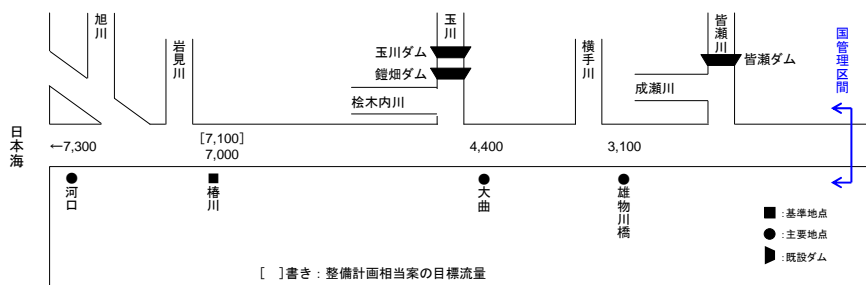 旭川
岩見川
玉川
横手川
皆瀬川
国管理区間
玉川ダム
鎧畑ダム
皆瀬ダム
成瀬川
桧木内川
日本海
←7,300
[7,100]
7,000
4,400
3,100
河口
椿川
大曲
雄物川橋
■:基準地点
●:主要地点
:既設ダム
[ ]書き：整備計画相当案の目標流量